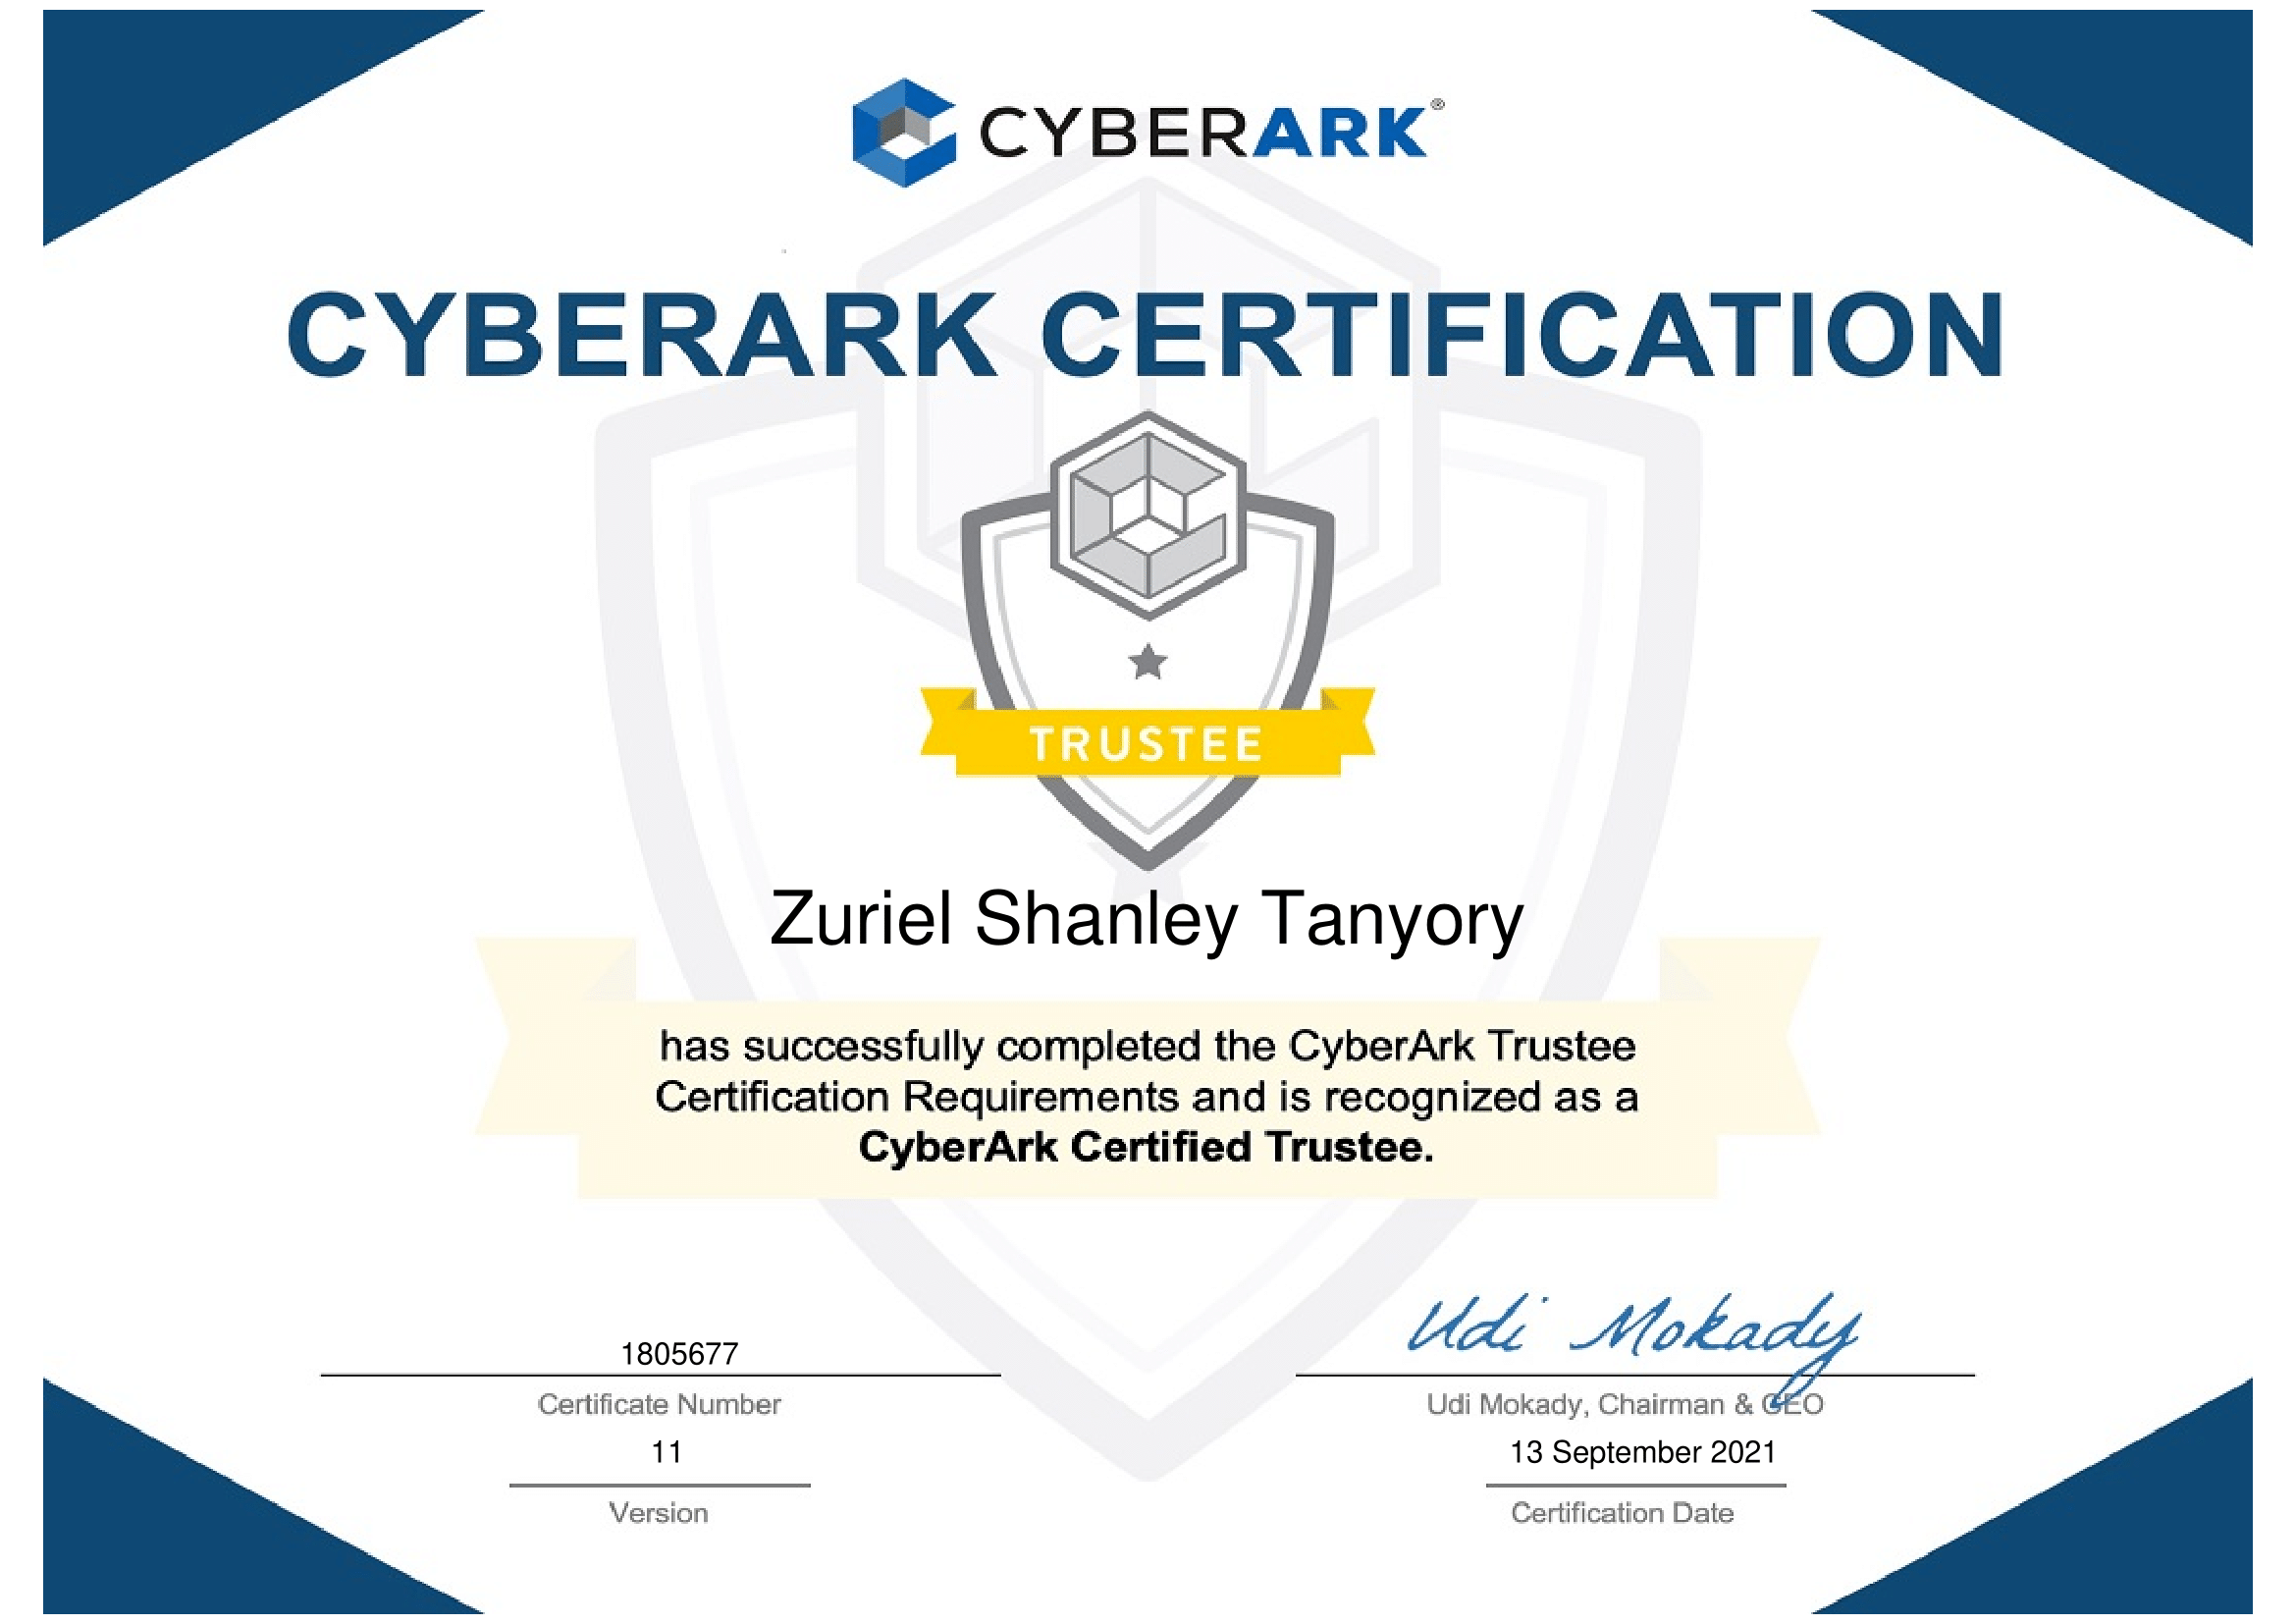 CYBERARK®
CYBERARK CERTIFICATION
TRUSTEE
Zuriel Shanley Tanyory
has successfully completed the CyberArk Trustee
Certification Requirements and is recognized as a
CyberArk Certified Trustee.
1805677
Certificate Number
11
Version
Udi Mokady
Udi Mokady, Chairman & CEO
13 September 2021
Certification Date